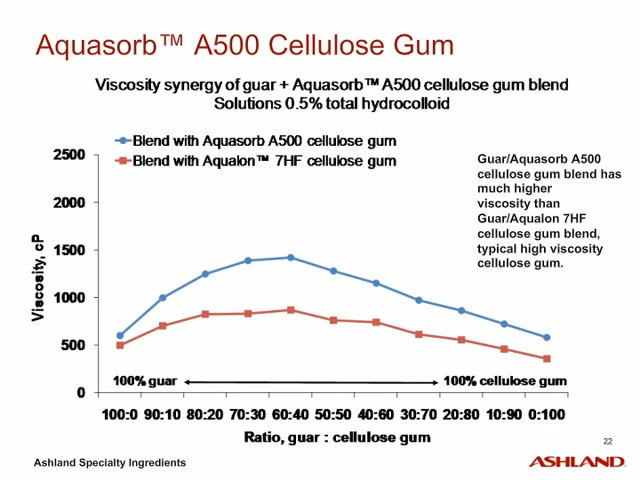 Aquasorb™ A500 Cellulose Gum
Viscosity synergy of guar + Aquasorb™ A500 cellulose gum blend
Solutions 0.5% total hydrocolloid
Blend with Aquasorb A500 cellulose gum
Blend with Aqualon™ 7HF cellulose gum
Guar/Aquasorb A500
cellulose gum blend has
much higher
viscosity than
Guar/Aqualon 7HF
cellulose gum blend,
typical high viscosity
cellulose gum.
Viscosity, cP
2500
2000
1500
1000
500
0
100% guar
100% cellulose gum
100:0 90:10 80:20 70:30 60:40 50:50 40:60 30:70 20:80 10:90 0:100
Ratio, guar : cellulose gum
22
Ashland Specialty Ingredients
ASHLAND